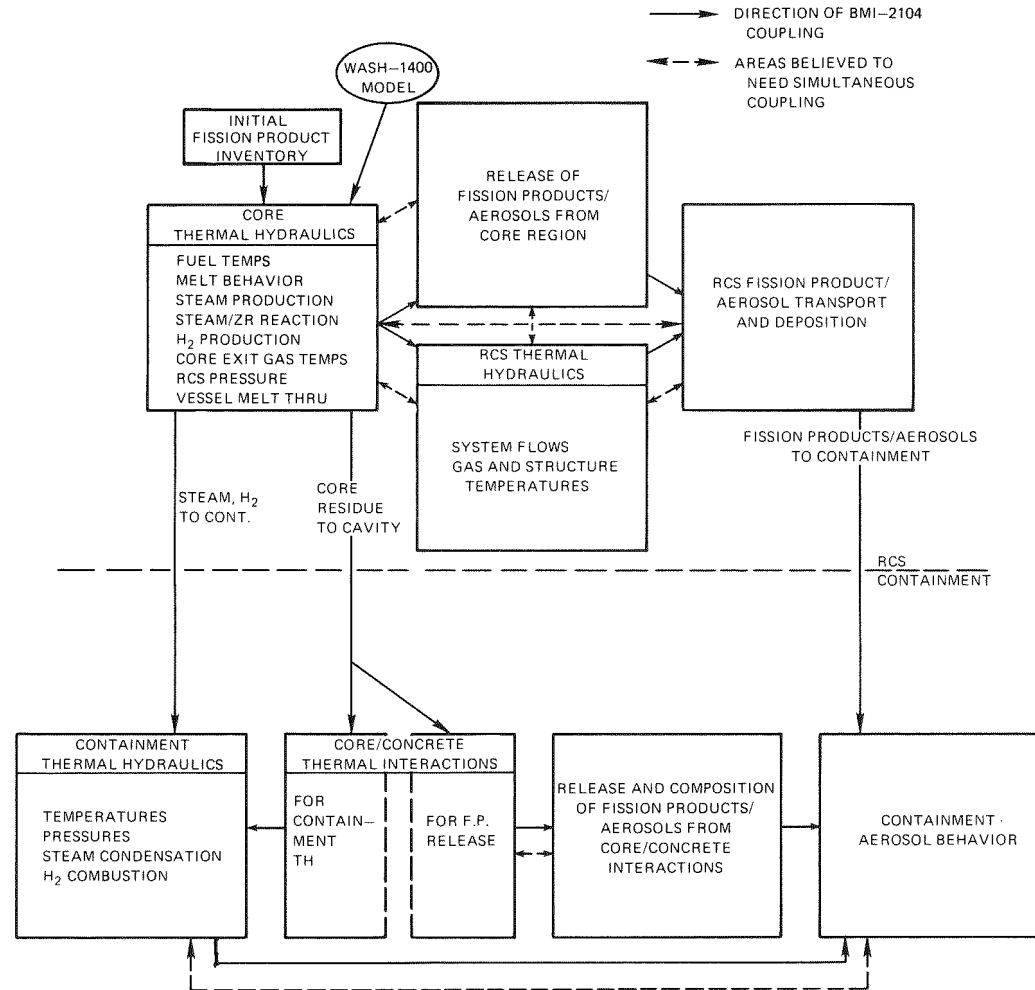 DIRECTION OF BMI–2104
COUPLING
AREAS BELIEVED TO
NEED SIMULTANEOUS
COUPLING
WASH–1400
MODEL
INITIAL
FISSION PRODUCT
INVENTORY
CORE
THERMAL HYDRAULICS
FUEL TEMPS
MELT BEHAVIOR
STEAM PRODUCTION
STEAM/ZR REACTION
H₂ PRODUCTION
CORE EXIT GAS TEMPS
RCS PRESSURE
VESSEL MELT THRU
RELEASE OF
FISSION PRODUCTS/
AEROSOLS FROM
CORE REGION
RCS THERMAL
HYDRAULICS
SYSTEM FLOWS
GAS AND STRUCTURE
TEMPERATURES
RCS FISSION PRODUCT/
AEROSOL TRANSPORT
AND DEPOSITION
STEAM, H₂
TO CONT.
CORE
RESIDUE
TO CAVITY
FISSION PRODUCTS/AEROSOLS
TO CONTAINMENT
RCS
CONTAINMENT
CONTAINMENT
THERMAL HYDRAULICS
TEMPERATURES
PRESSURES
STEAM CONDENSATION
H₂ COMBUSTION
CORE/CONCRETE
THERMAL INTERACTIONS
FOR
CONTAIN–
MENT
TH
FOR F.P.
RELEASE
RELEASE AND COMPOSITION
OF FISSION PRODUCTS/
AEROSOLS FROM
CORE/CONCRETE
INTERACTIONS
CONTAINMENT ·
AEROSOL BEHAVIOR